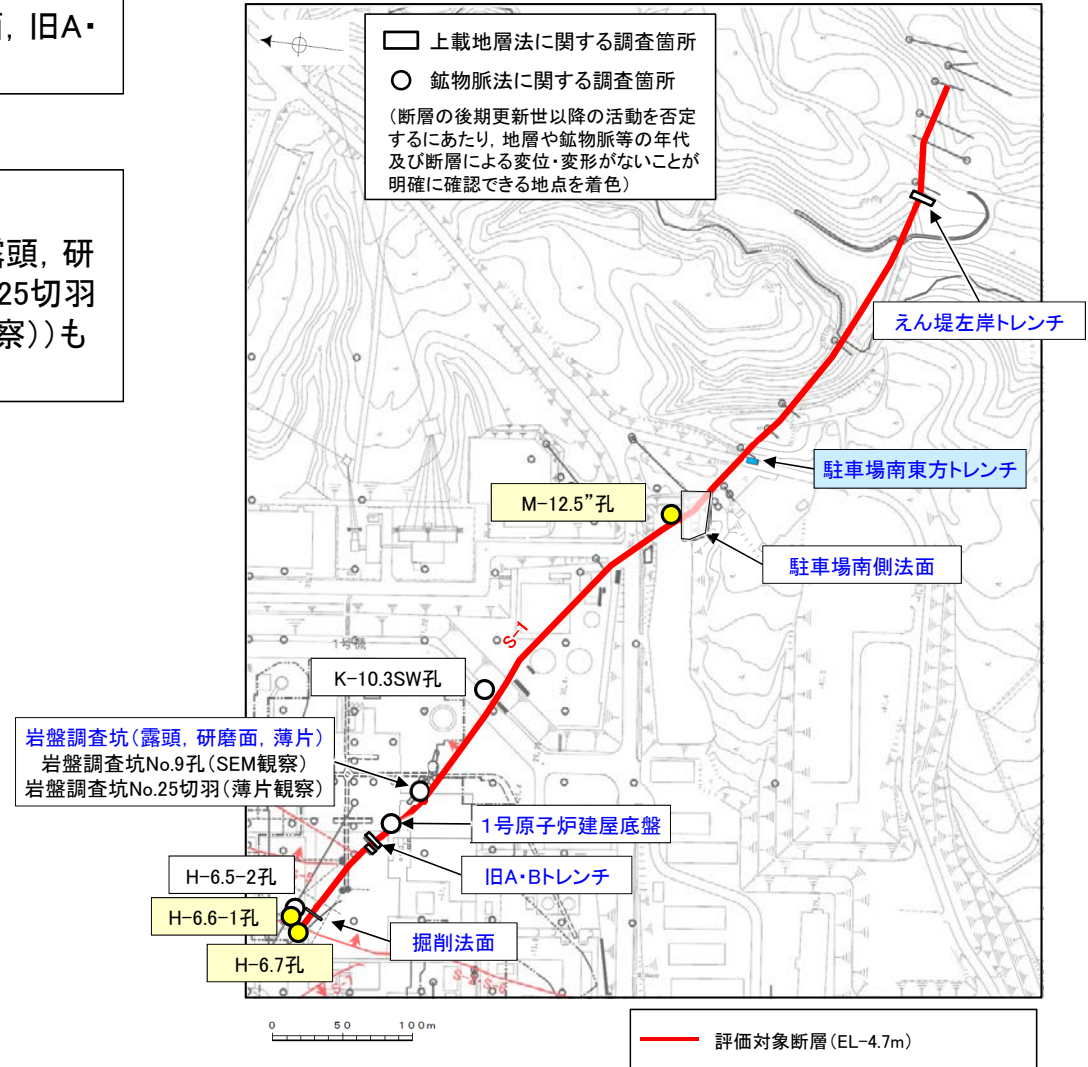 面, 旧A・
露頭, 研
25切羽
察))も
上載地層法に関する調査箇所
鉱物脈法に関する調査箇所
(断層の後期更新世以降の活動を否定
するにあたり, 地層や鉱物脈等の年代
及び断層による変位・変形がないことが
明確に確認できる地点を着色)
えん堤左岸トレンチ
駐車場南東方トレンチ
M-12.5”孔
駐車場南側法面
S-1
K-10.3SW孔
岩盤調査坑(露頭, 研磨面, 薄片)
岩盤調査坑No.9孔(SEM観察)
岩盤調査坑No.25切羽(薄片観察)
1号原子炉建屋底盤
旧A・Bトレンチ
H-6.5-2孔
H-6.6-1孔
掘削法面
H-6.7孔
S-2・S-6
S-7
0 50 100m
評価対象断層(EL-4.7m)